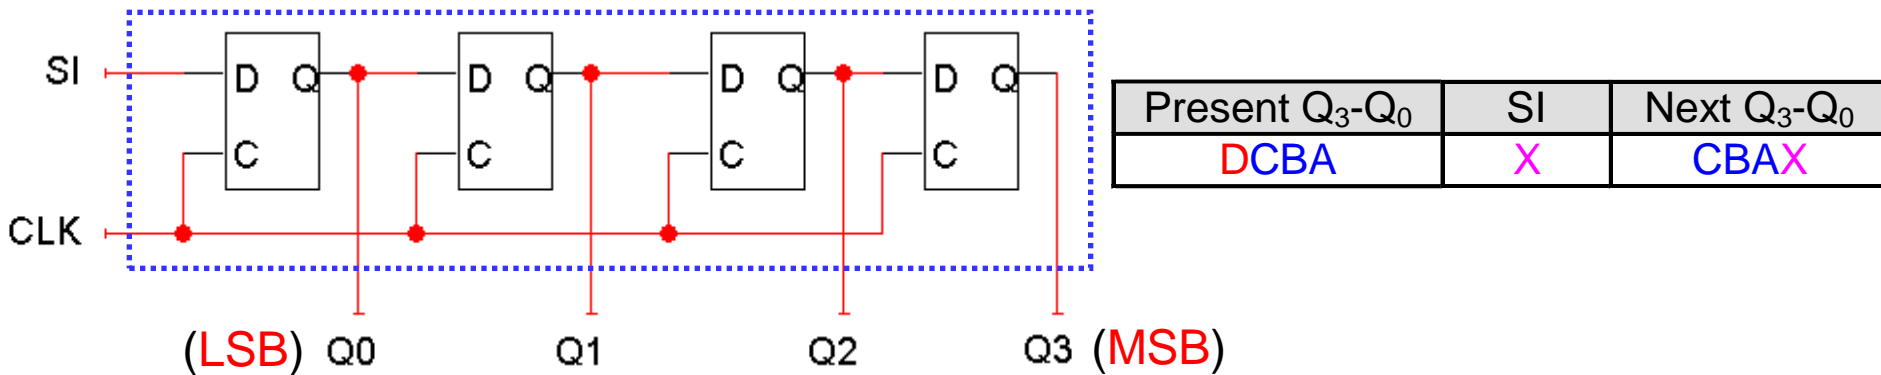 SI
D Q D Q D Q D Q
C C C C
CLK
(LSB) Q0 Q1 Q2 Q3 (MSB)
Present Q₃-Q₀ SI Next Q₃-Q₀
DCBA X CBAX